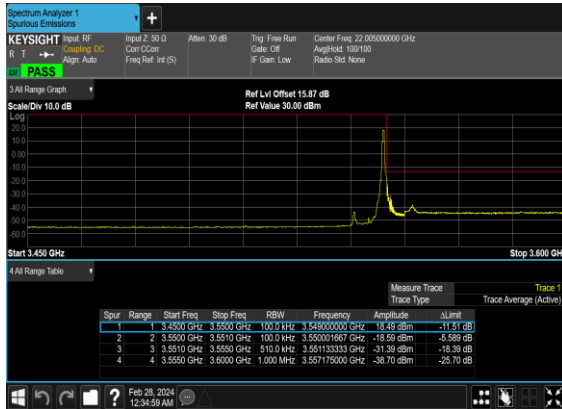 Spectrum Analyzer 1
Spurious Emissions
+
KEYSIGHT Input: RF Input Z: 50 Ω Atten: 30 dB Trig: Free Run Center Freq: 22.005000000 GHz
R T Coupling: DC Corr CCorr Gate: Off Avg|Hold: 100/100
Align: Auto Freq Ref: Int (S) IF Gain: Low Radio Std: None
LU PASS
3 All Range Graph Ref Lvl Offset 15.87 dB
Scale/Div 10.0 dB Ref Value 30.00 dBm
Log
20.0
10.0
0.00
-10.0
-20.0
-30.0
-40.0
-50.0
-60.0
Start 3.450 GHz Stop 3.600 GH
4 All Range Table
Measure Trace Trace 1
Trace Type Trace Average (Active)
Spur Range Start Freq Stop Freq RBW Frequency Amplitude ΔLimit
1 1 3.4500 GHz 3.5500 GHz 100.0 kHz 3.549000000 GHz 18.49 dBm -11.51 dB
2 2 3.5500 GHz 3.5510 GHz 100.0 kHz 3.550001667 GHz -18.59 dBm -5.589 dB
3 3 3.5510 GHz 3.5550 GHz 510.0 kHz 3.551133333 GHz -31.39 dBm -18.39 dB
4 4 3.5550 GHz 3.6000 GHz 1.000 MHz 3.557175000 GHz -38.70 dBm -25.70 dB
? Feb 28, 2024
12:34:59 AM